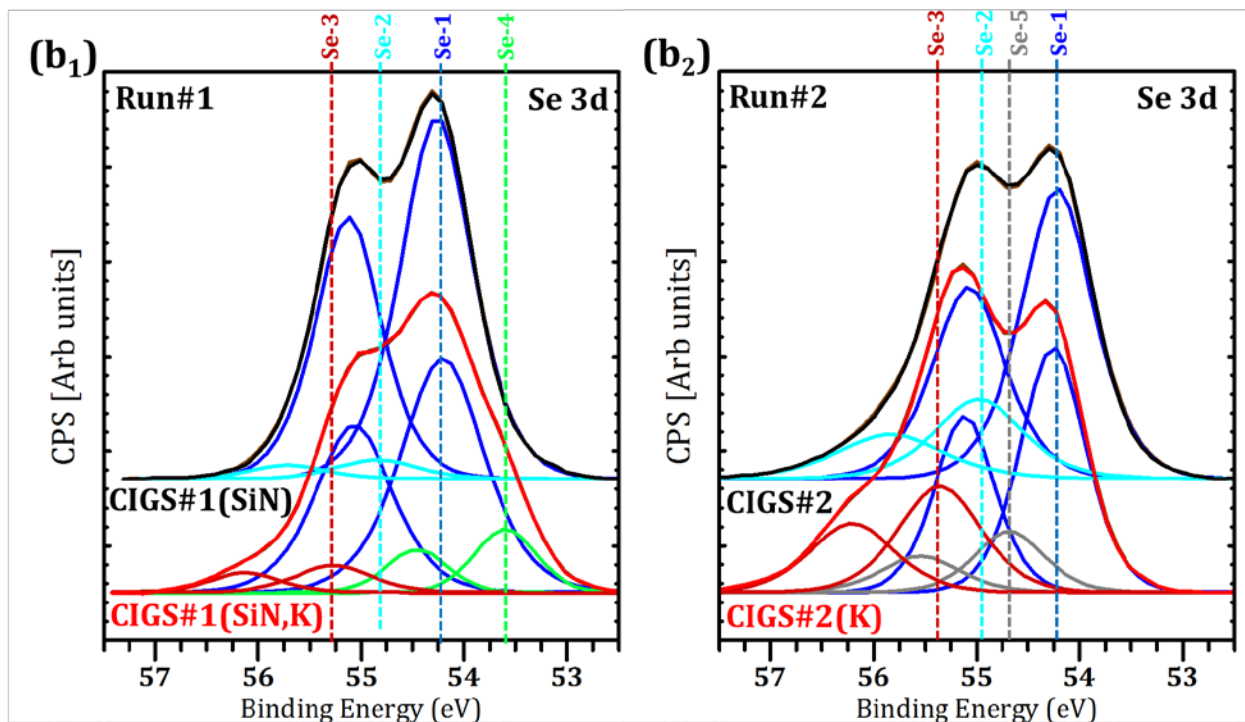 Se-3
Se-2
Se-1
Se-4
(b₁)
Run#1
Se 3d
CPS [Arb units]
CIGS#1(SiN)
CIGS#1(SiN,K)
57
56
55
54
53
Binding Energy (eV)
Se-3
Se-2
Se-5
Se-1
(b₂)
Run#2
Se 3d
CPS [Arb units]
CIGS#2
CIGS#2(K)
57
56
55
54
53
Binding Energy (eV)